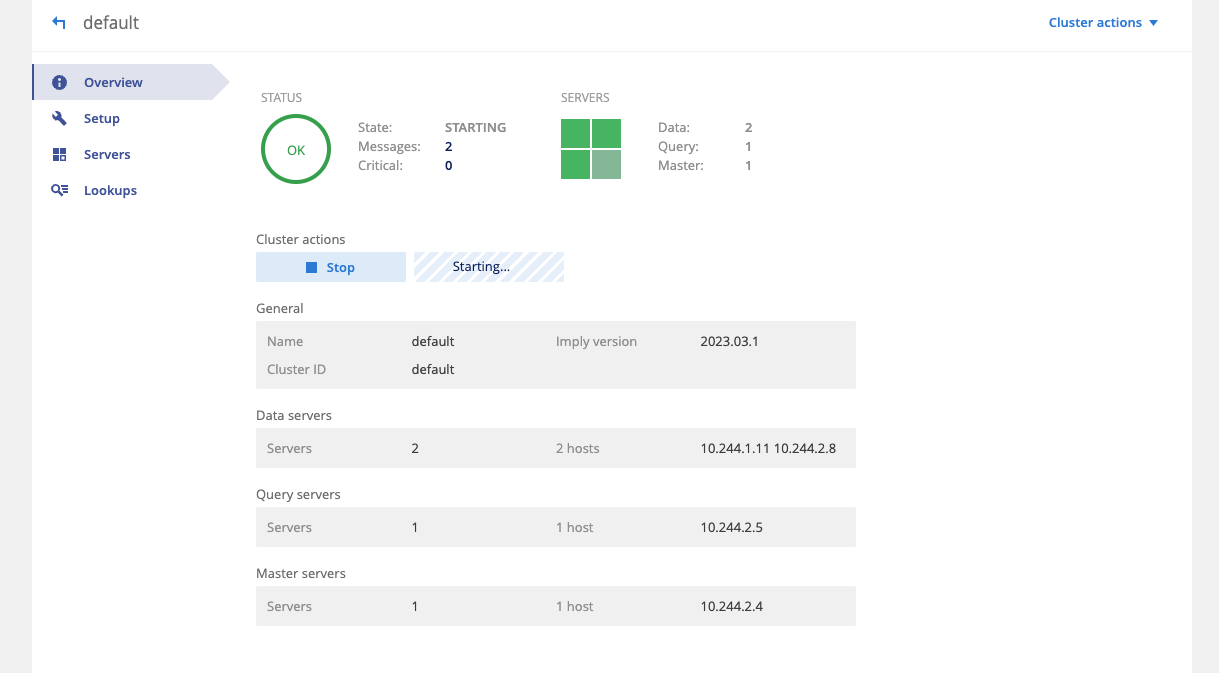 default
Cluster actions
Overview
Setup
Servers
Lookups
STATUS
OK
State: STARTING
Messages: 2
Critical: 0
SERVERS
Data: 2
Query: 1
Master: 1
Cluster actions
Stop
Starting...
General
Name default Imply version 2023.03.1
Cluster ID default
Data servers
Servers 2 2 hosts 10.244.1.11 10.244.2.8
Query servers
Servers 1 1 host 10.244.2.5
Master servers
Servers 1 1 host 10.244.2.4